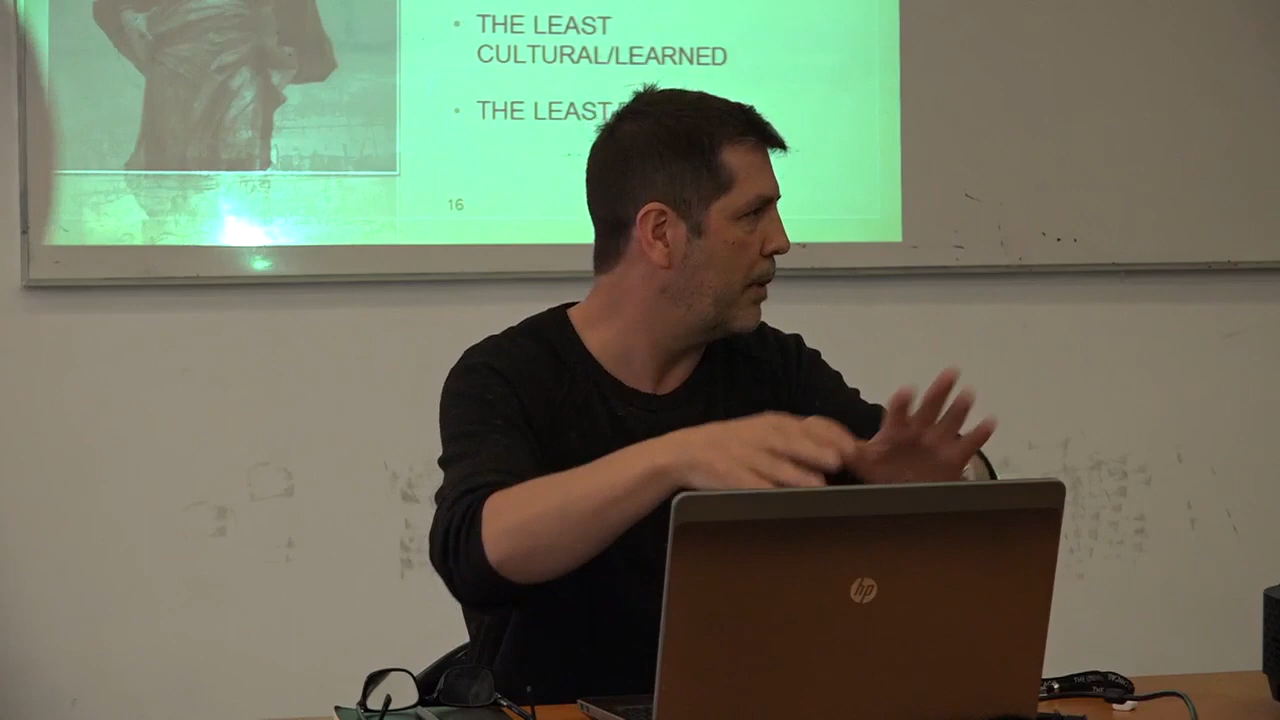 • THE LEAST
CULTURAL/LEARNED
• THE LEAST
16
hp